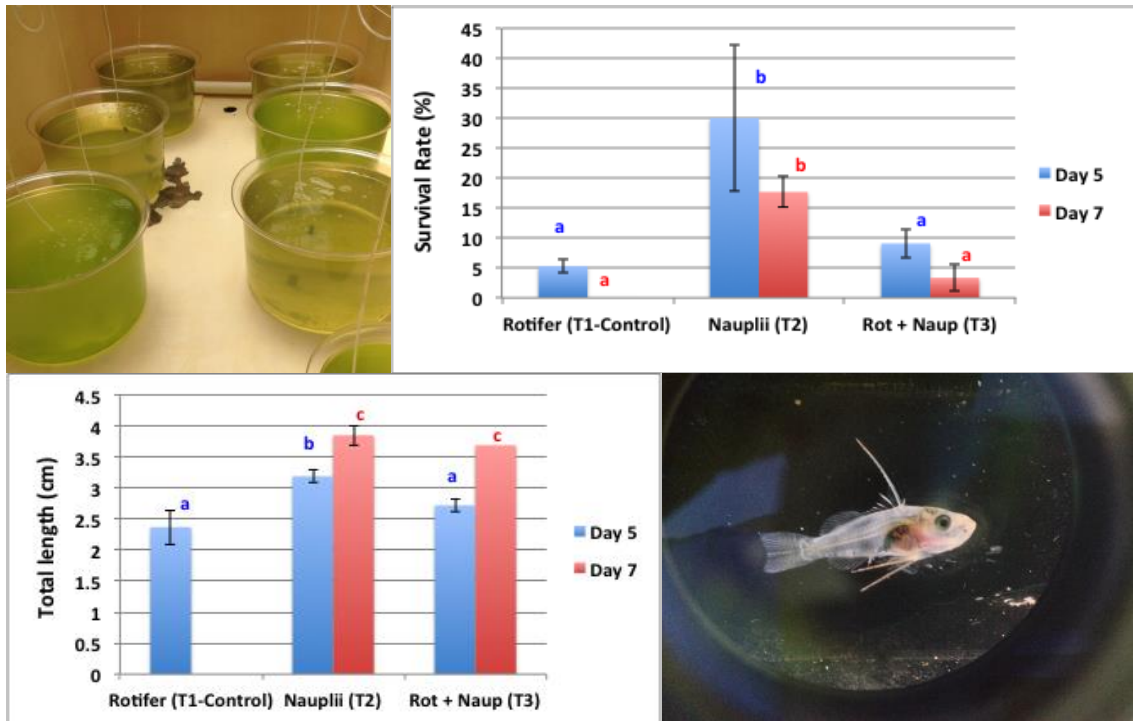 45
40
35
30
25
20
15
10
5
0
Survival Rate (%)
a
a
b
b
a
a
Rotifer (T1-Control) Nauplii (T2) Rot + Naup (T3)
Day 5
Day 7
4.5
4
3.5
3
2.5
2
1.5
1
0.5
0
Total length (cm)
a
b
c
a
c
Rotifer (T1-Control) Nauplii (T2) Rot + Naup (T3)
Day 5
Day 7